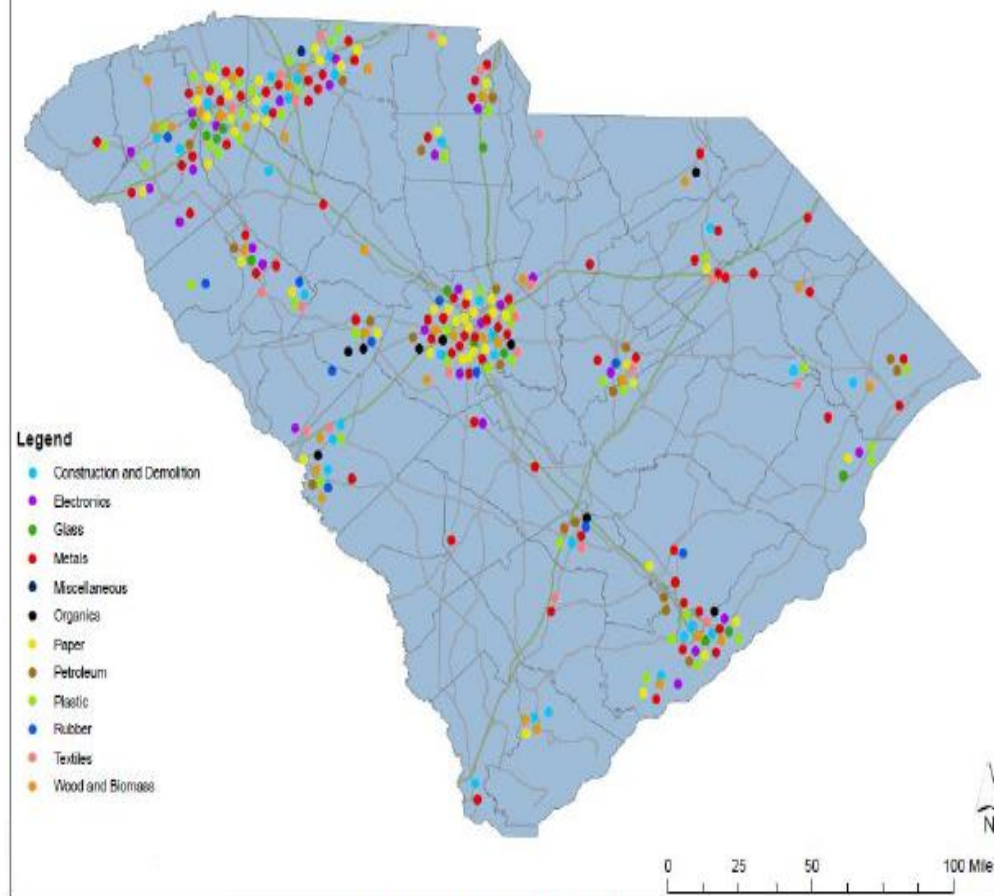 Legend
Construction and Demolition
Electronics
Glass
Metals
Miscellaneous
Organics
Paper
Petroleum
Plastic
Rubber
Textiles
Wood and Biomass
N
0 25 50 100 Mile